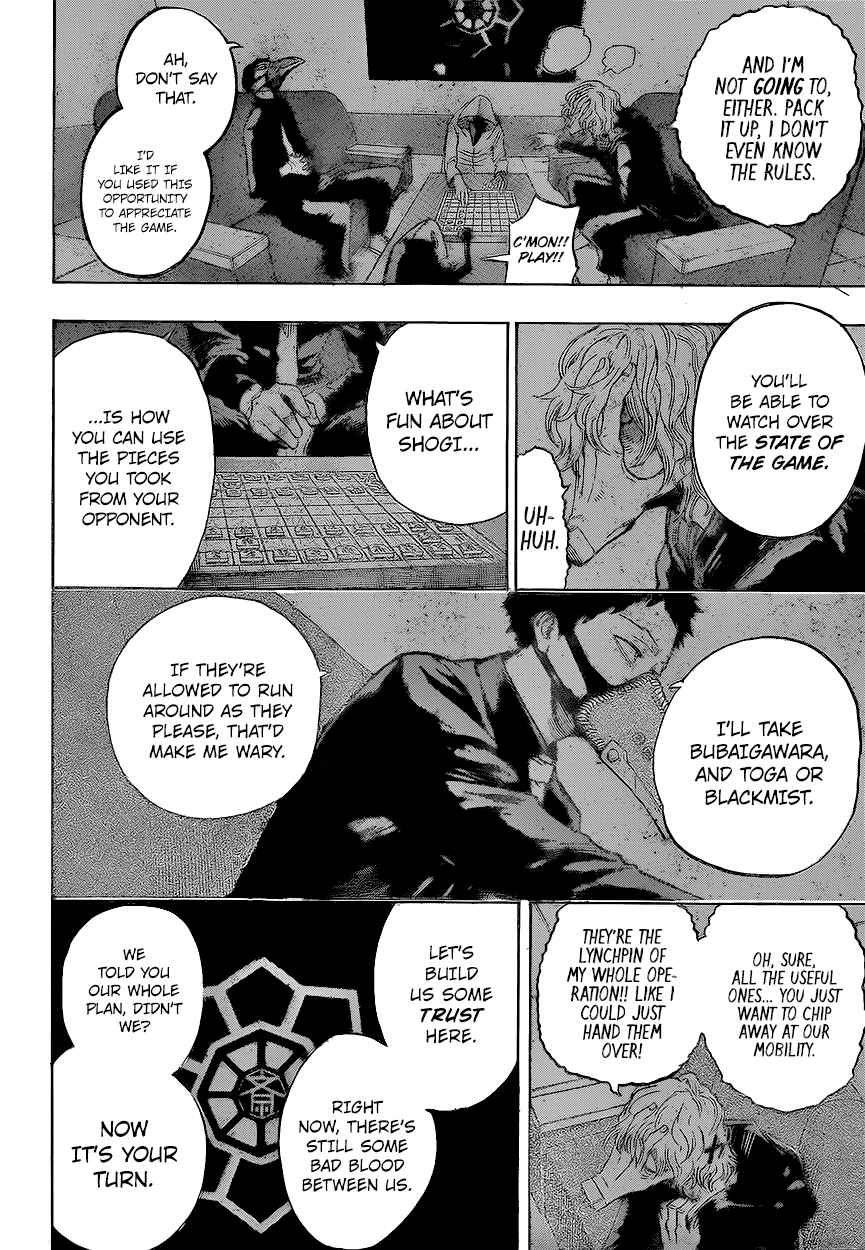 AND I'M
NOT GOING TO,
EITHER. PACK
IT UP, I DON'T
EVEN KNOW
THE RULES.
C'MON!!
PLAY!!
AH,
DON'T SAY
THAT.
I'D
LIKE IT IF
YOU USED THIS
OPPORTUNITY
TO APPRECIATE
THE GAME.
YOU'LL
BE ABLE TO
WATCH OVER
THE STATE OF
THE GAME.
UH-
HUH.
WHAT'S
FUN ABOUT
SHOGI...
...IS HOW
YOU CAN USE
THE PIECES
YOU TOOK
FROM YOUR
OPPONENT.
I'LL TAKE
BUBAIGAWARA,
AND TOGA OR
BLACKMIST.
IF THEY'RE
ALLOWED TO RUN
AROUND AS THEY
PLEASE, THAT'D
MAKE ME WARY.
OH, SURE,
ALL THE USEFUL
ONES... YOU JUST
WANT TO CHIP
AWAY AT OUR
MOBILITY.
THEY'RE THE
LYNCHPIN OF
MY WHOLE OPE-
RATION!! LIKE I
COULD JUST
HAND THEM
OVER!
LET'S
BUILD
US SOME
TRUST
HERE.
RIGHT
NOW, THERE'S
STILL SOME
BAD BLOOD
BETWEEN US.
WE
TOLD YOU
OUR WHOLE
PLAN, DIDN'T
WE?
NOW
IT'S YOUR
TURN.